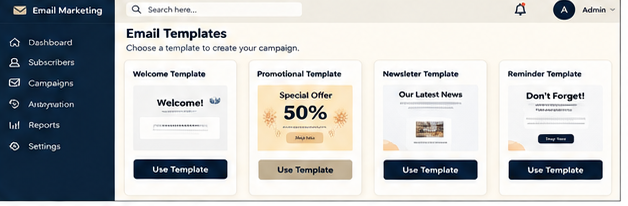 Email Marketing
Search here...
A
Admin
Dashboard
Subscribers
Campaigns
Automation
Reports
Settings
Email Templates
Choose a template to create your campaign.
Welcome Template
Welcome!
Use Template
Promotional Template
Special Offer
50%
Use Template
Newsleter Template
Our Latest News
Use Template
Reminder Template
Don't Forget!
Use Template